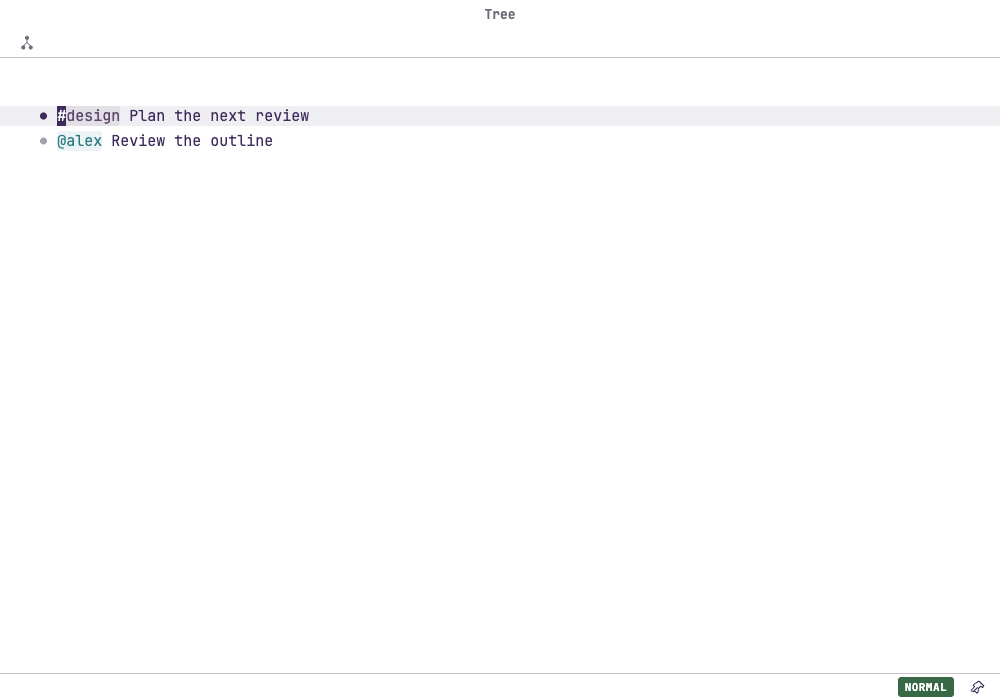 Tree
#design Plan the next review
@alex Review the outline
NORMAL